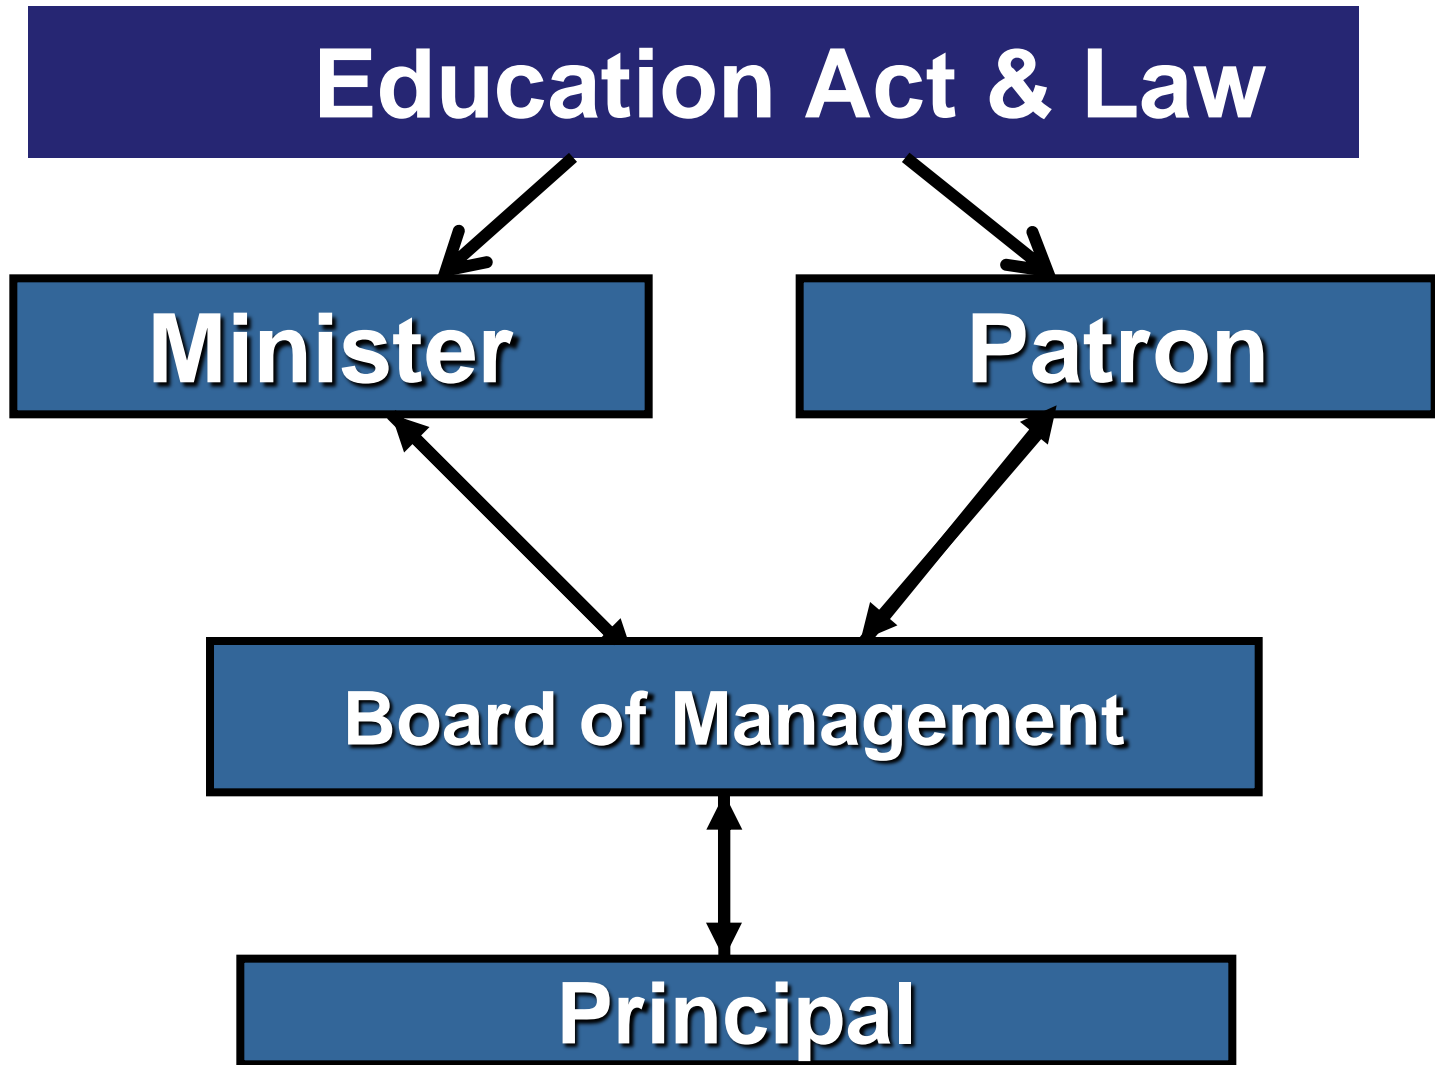 Education Act & Law
Minister
Patron
Board of Management
Principal